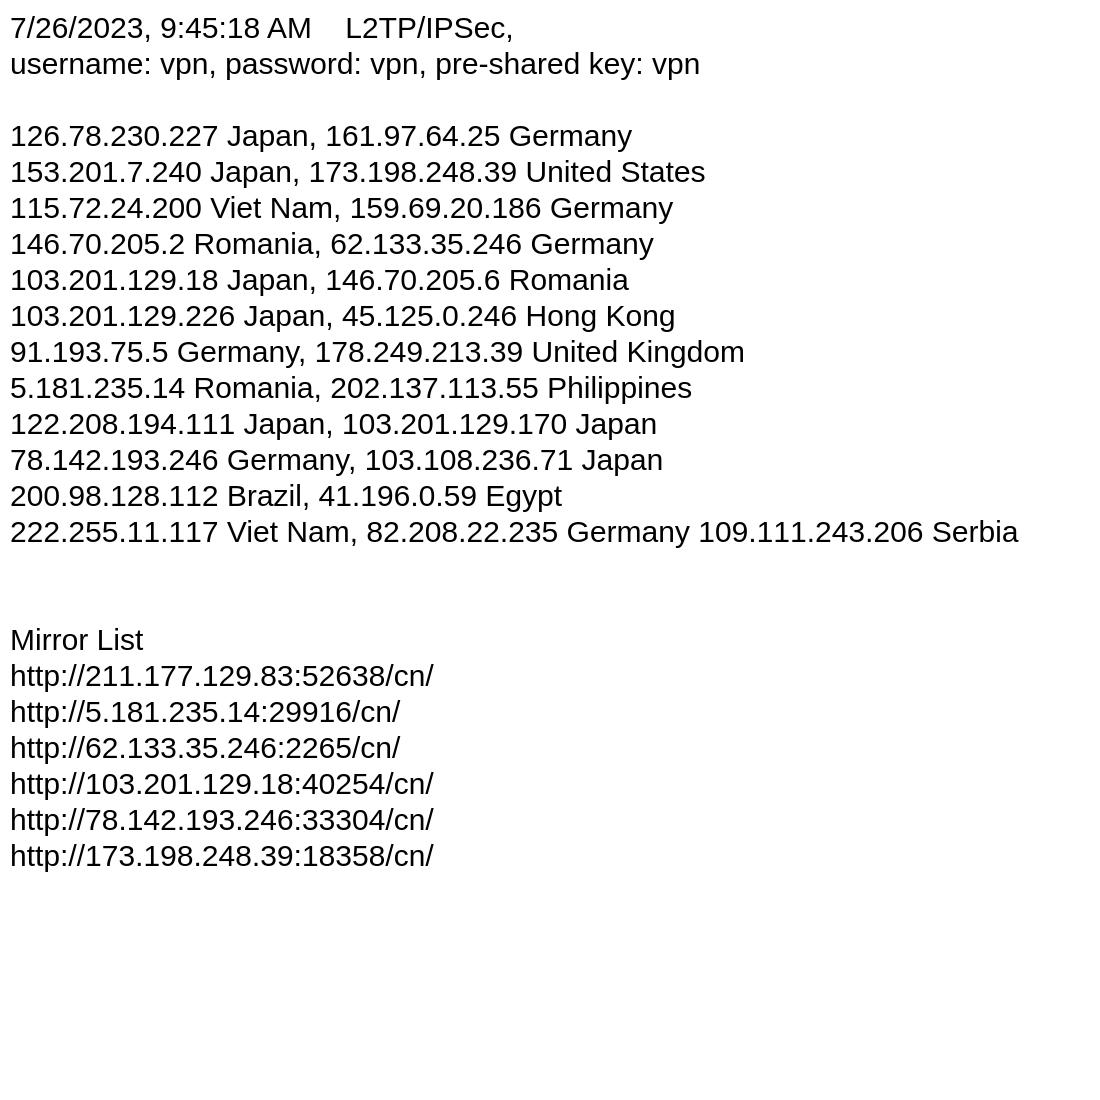 7/26/2023, 9:45:18 AM    L2TP/IPSec,
username: vpn, password: vpn, pre-shared key: vpn
126.78.230.227 Japan, 161.97.64.25 Germany
153.201.7.240 Japan, 173.198.248.39 United States
115.72.24.200 Viet Nam, 159.69.20.186 Germany
146.70.205.2 Romania, 62.133.35.246 Germany
103.201.129.18 Japan, 146.70.205.6 Romania
103.201.129.226 Japan, 45.125.0.246 Hong Kong
91.193.75.5 Germany, 178.249.213.39 United Kingdom
5.181.235.14 Romania, 202.137.113.55 Philippines
122.208.194.111 Japan, 103.201.129.170 Japan
78.142.193.246 Germany, 103.108.236.71 Japan
200.98.128.112 Brazil, 41.196.0.59 Egypt
222.255.11.117 Viet Nam, 82.208.22.235 Germany 109.111.243.206 Serbia
Mirror List
http://211.177.129.83:52638/cn/
http://5.181.235.14:29916/cn/
http://62.133.35.246:2265/cn/
http://103.201.129.18:40254/cn/
http://78.142.193.246:33304/cn/
http://173.198.248.39:18358/cn/